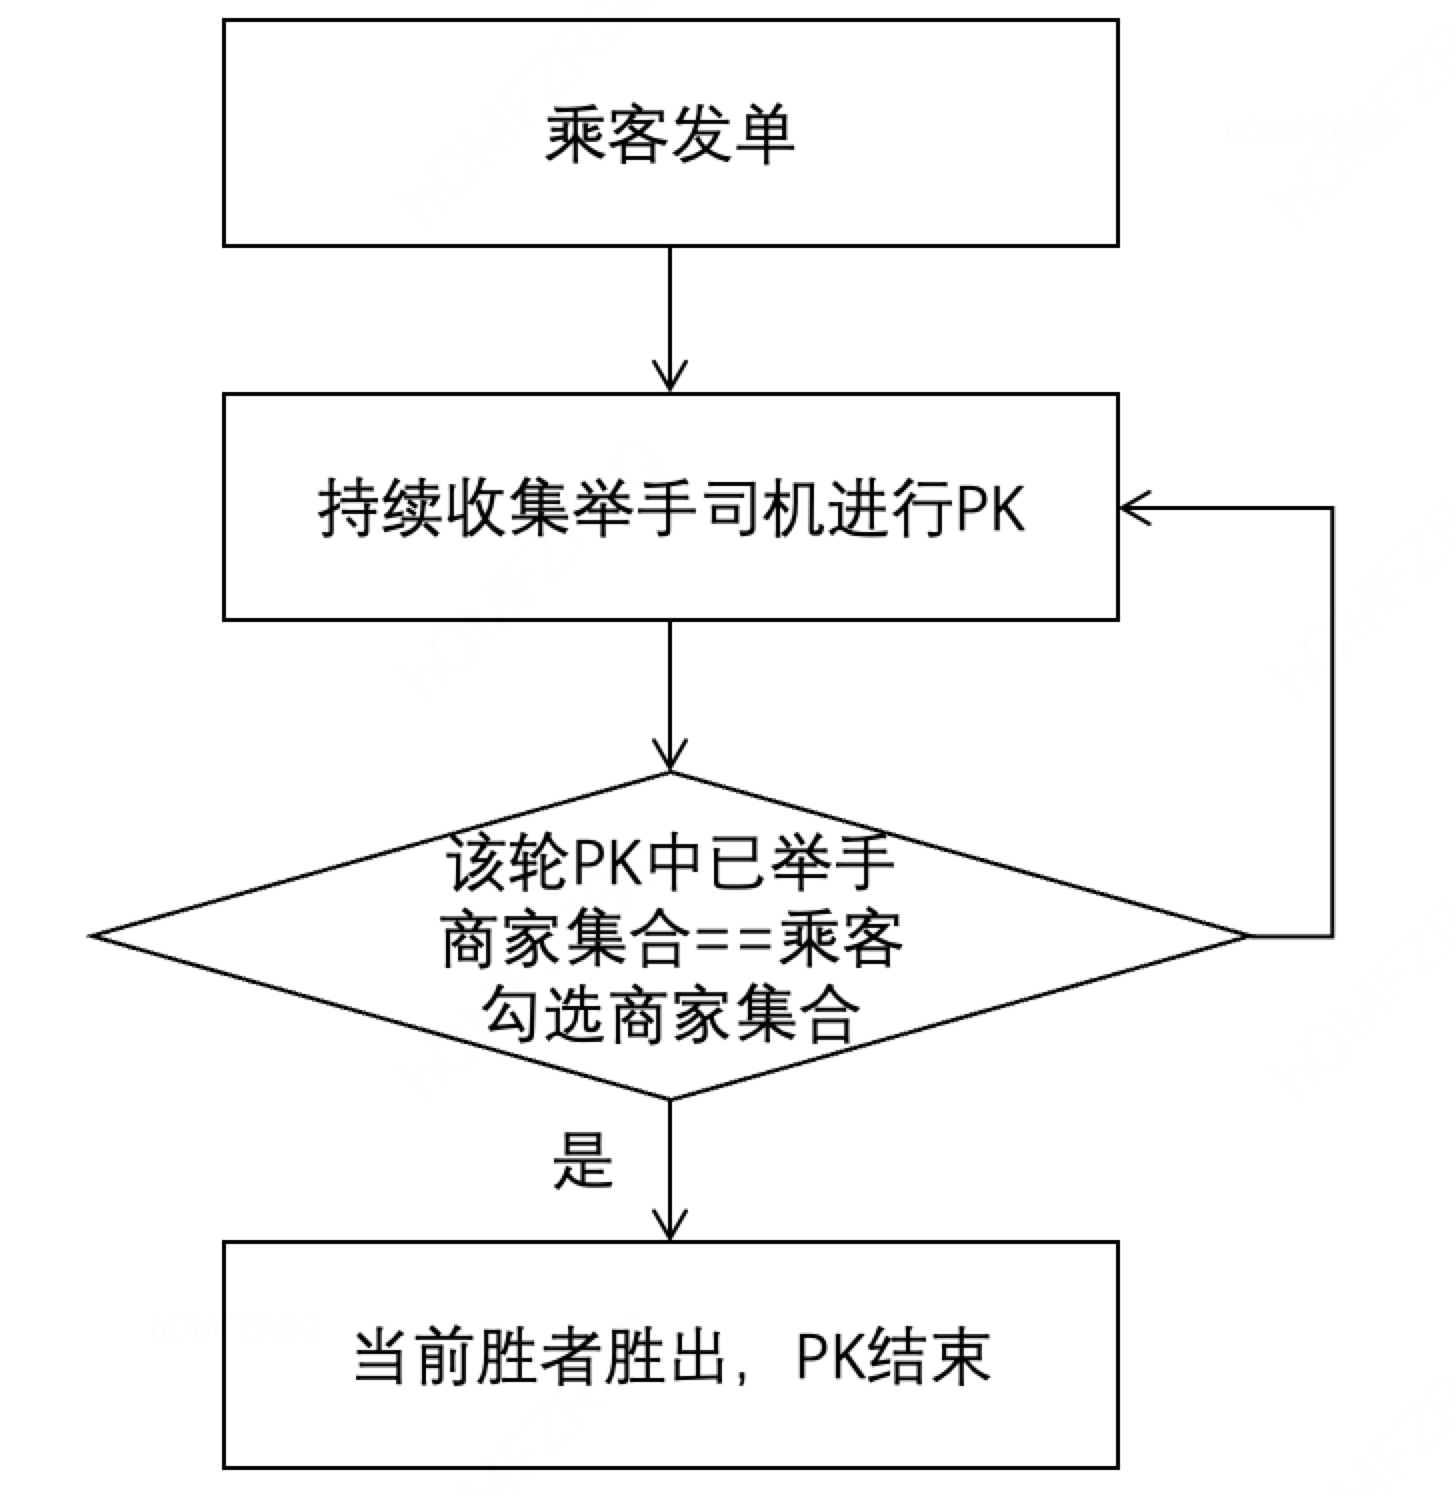 乘客发单
持续收集举手司机进行PK
该轮PK中已举手
商家集合==乘客
勾选商家集合
是
当前胜者胜出，PK结束